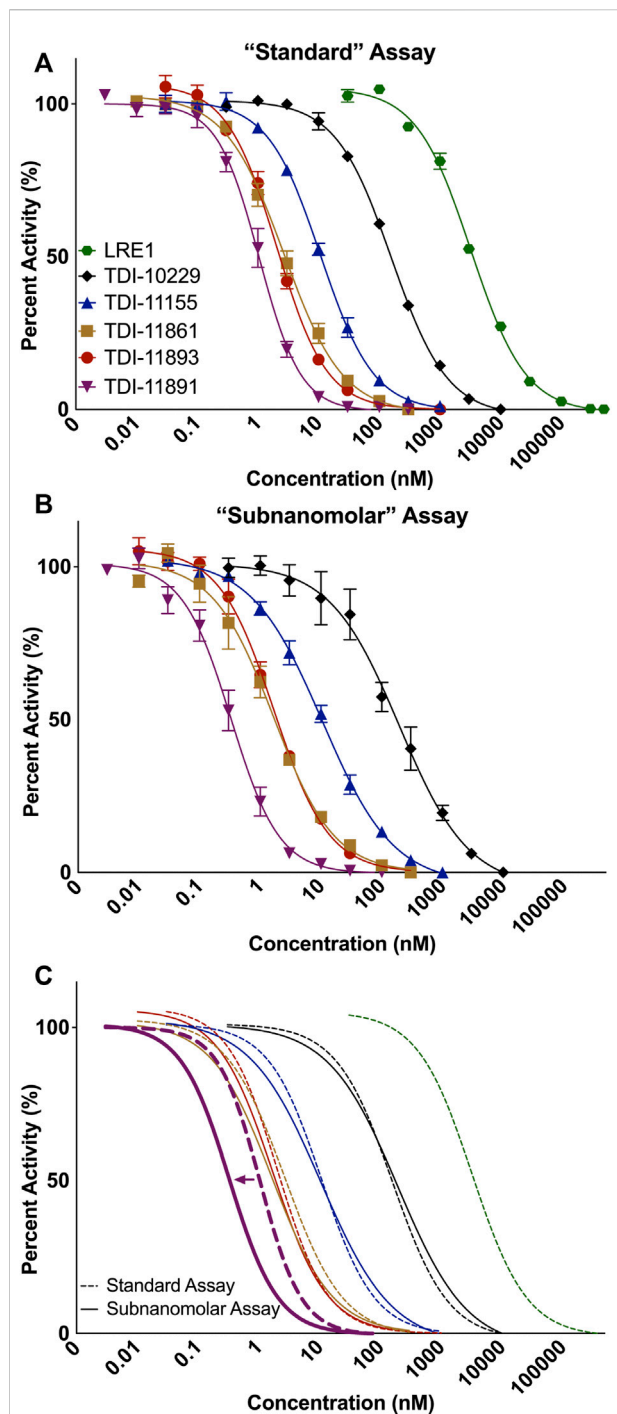 A
“Standard” Assay
Percent Activity (%)
100
50
0
LRE1
TDI-10229
TDI-11155
TDI-11861
TDI-11893
TDI-11891
0 0.01 0.1 1 10 100 1000 10000 100000
Concentration (nM)
B
“Subnanomolar” Assay
Percent Activity (%)
100
50
0
0 0.01 0.1 1 10 100 1000 10000 100000
Concentration (nM)
C
Percent Activity (%)
100
50
0
Standard Assay
Subnanomolar Assay
0 0.01 0.1 1 10 100 1000 10000 100000
Concentration (nM)